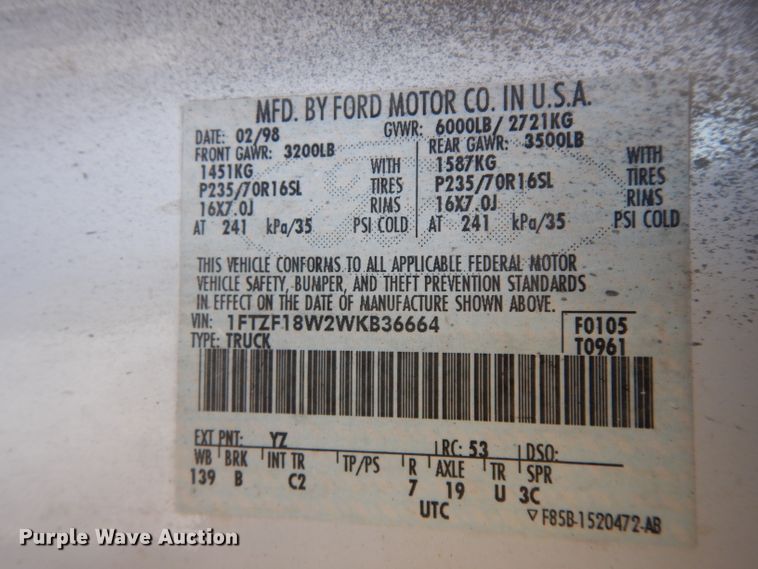 MFD. BY FORD MOTOR CO. IN U.S.A.
DATE: 02/98 GVWR: 6000LB/ 2721KG
FRONT GAWR: 3200LB REAR GAWR: 3500LB
1451KG WITH 1587KG WITH
P235/70R16SL TIRES P235/70R16SL TIRES
16X7.0J RIMS 16X7.0J RIMS
AT 241 kPa/35 PSI COLD AT 241 kPa/35 PSI COLD
THIS VEHICLE CONFORMS TO ALL APPLICABLE FEDERAL MOTOR
VEHICLE SAFETY, BUMPER, AND THEFT PREVENTION STANDARDS
IN EFFECT ON THE DATE OF MANUFACTURE SHOWN ABOVE.
VIN: 1FTZF18W2WKB36664 F0105
TYPE: TRUCK T0961
EXT PNT: YZ RC: 53 DSO:
WB BRK INT TR TP/PS R AXLE TR SPR
139 B C2 7 19 U 3C
UTC ▽F85B-1520472-AB
Purple Wave Auction